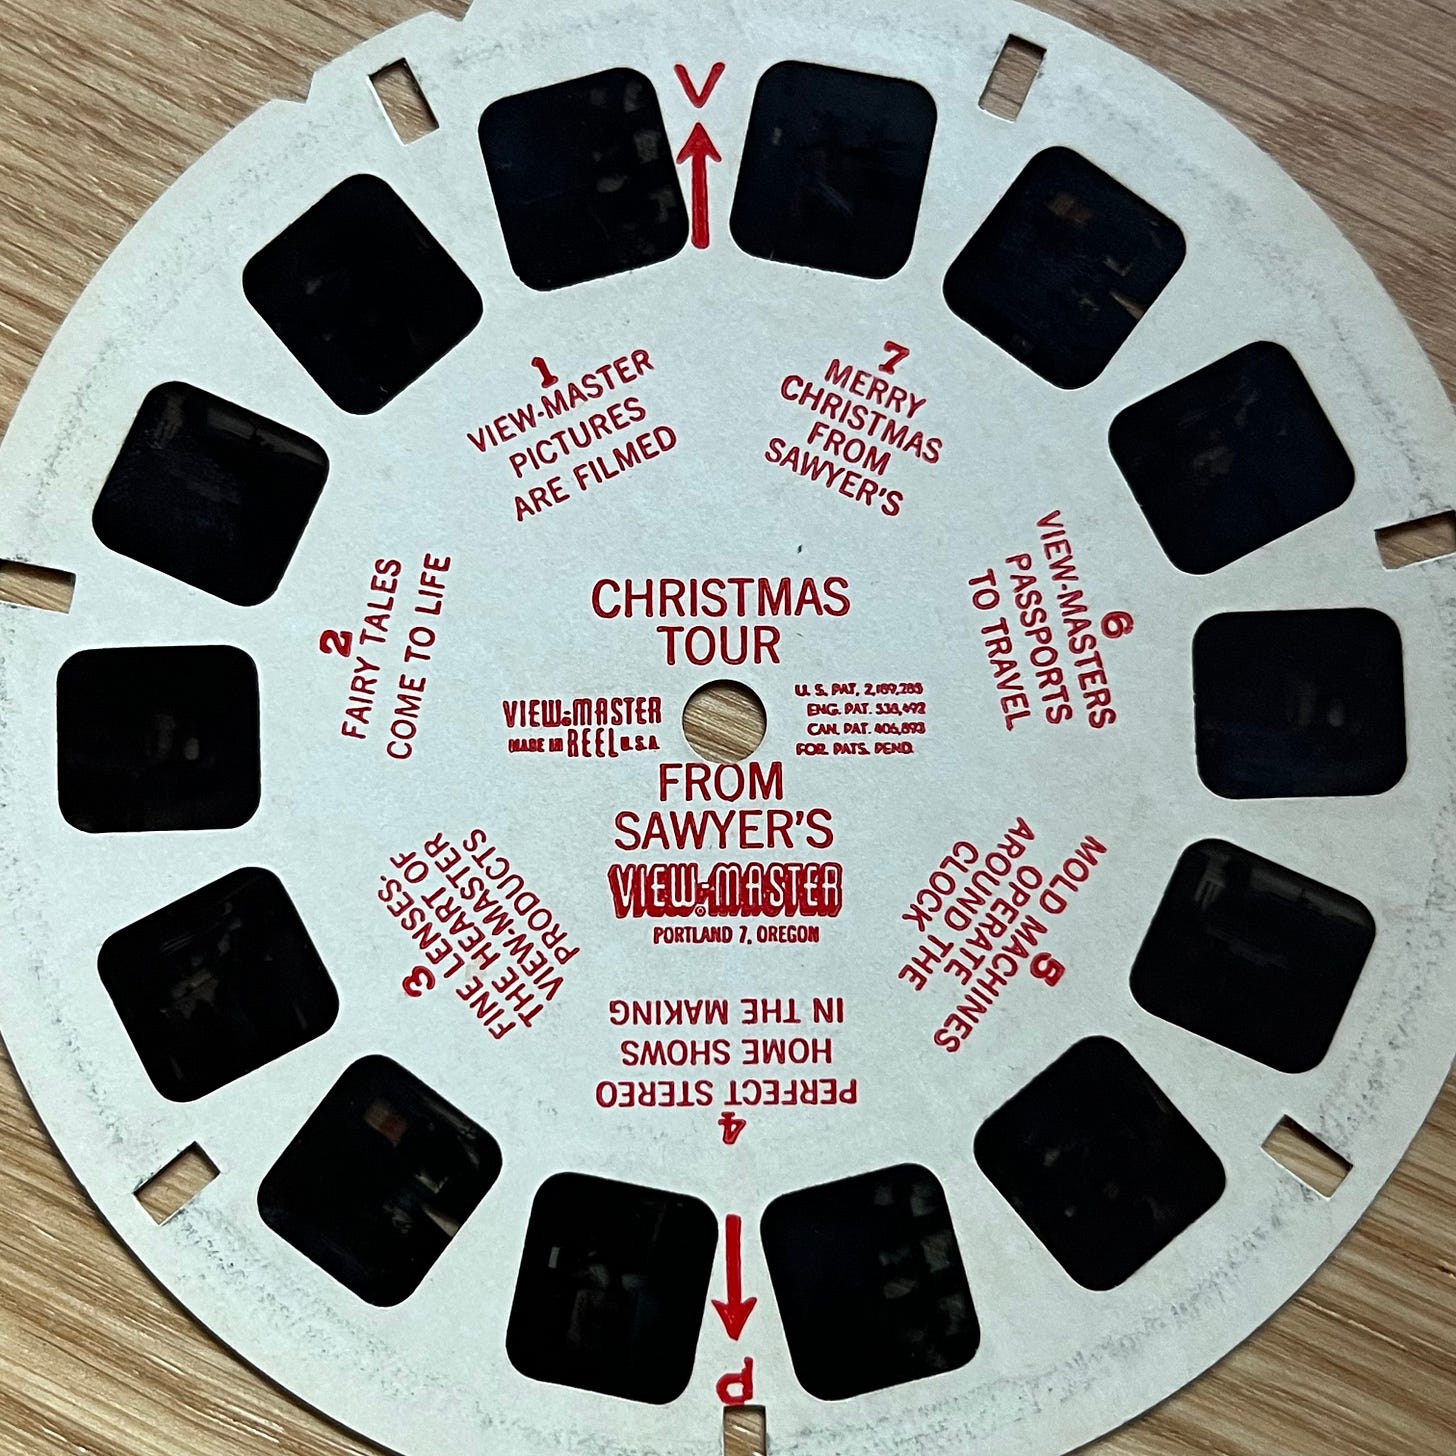 V
CHRISTMAS
TOUR
VIEW-MASTER
MADE IN REEL U.S.A.
U. S. PAT. 2,189,285
ENG. PAT. 538,492
CAN. PAT. 406,893
FOR. PATS. PEND.
FROM
SAWYER'S
VIEW-MASTER
PORTLAND 7, OREGON
1
VIEW-MASTER
PICTURES
ARE FILMED
2
FAIRY TALES
COME TO LIFE
3
FINE LENSES.
THE HEART OF
VIEW-MASTER
PRODUCTS
4
PERFECT STEREO
HOME SHOWS
IN THE MAKING
5
MOLD MACHINES
OPERATE
AROUND THE
CLOCK
6
VIEW-MASTERS
PASSPORTS
TO TRAVEL
7
MERRY
CHRISTMAS
FROM
SAWYER'S
P